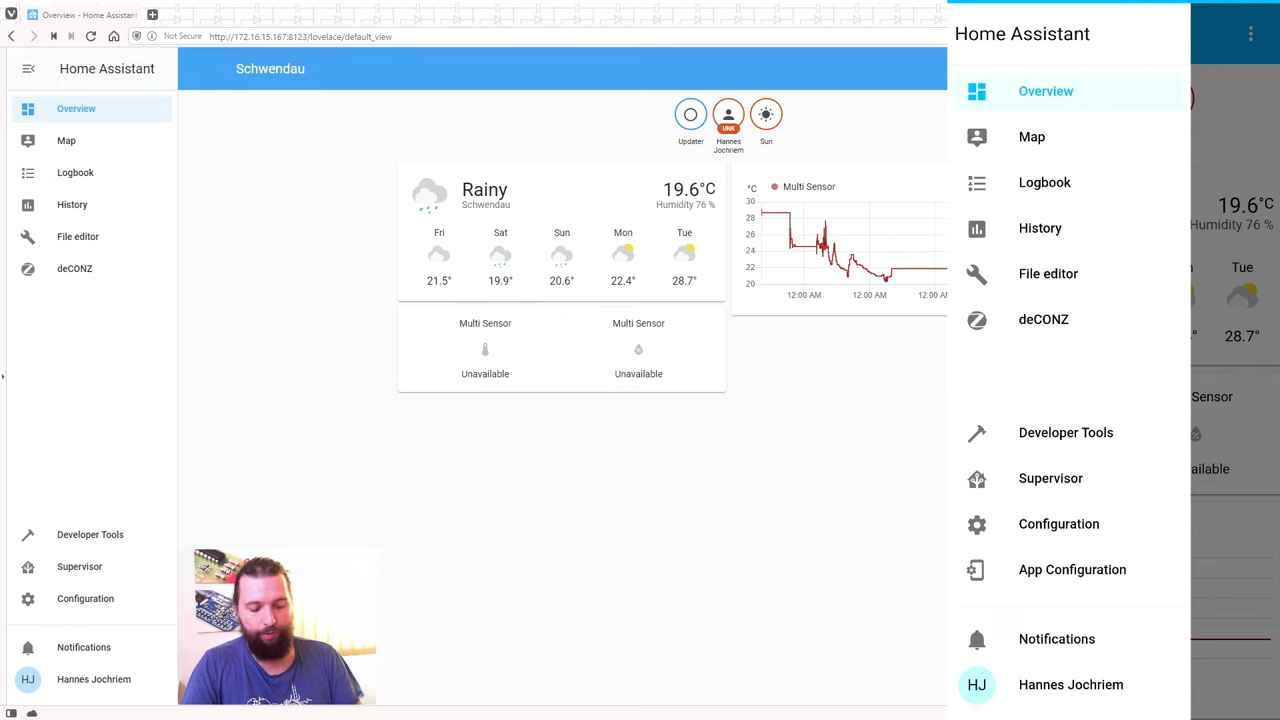 Overview - Home Assistant
Not Secure
http://172.16.15.167:8123/lovelace/default_view
Home Assistant
Overview
Map
Logbook
History
File editor
deCONZ
Developer Tools
Supervisor
Configuration
Notifications
HJ
Hannes Jochriem
Schwendau
Updater
UNK
Hannes
Jochriem
Sun
Rainy
Schwendau
19.6°C
Humidity 76 %
Fri Sat Sun Mon Tue
21.5° 19.9° 20.6° 22.4° 28.7°
Multi Sensor Multi Sensor
Unavailable Unavailable
°C
Multi Sensor
30
28
26
24
22
20
12:00 AM 12:00 AM 12:00 AM
Home Assistant
Overview
Map
Logbook
History
File editor
deCONZ
Developer Tools
Supervisor
Configuration
App Configuration
Notifications
HJ
Hannes Jochriem
19.6°C
Humidity 76 %
Tue
28.7°
Sensor